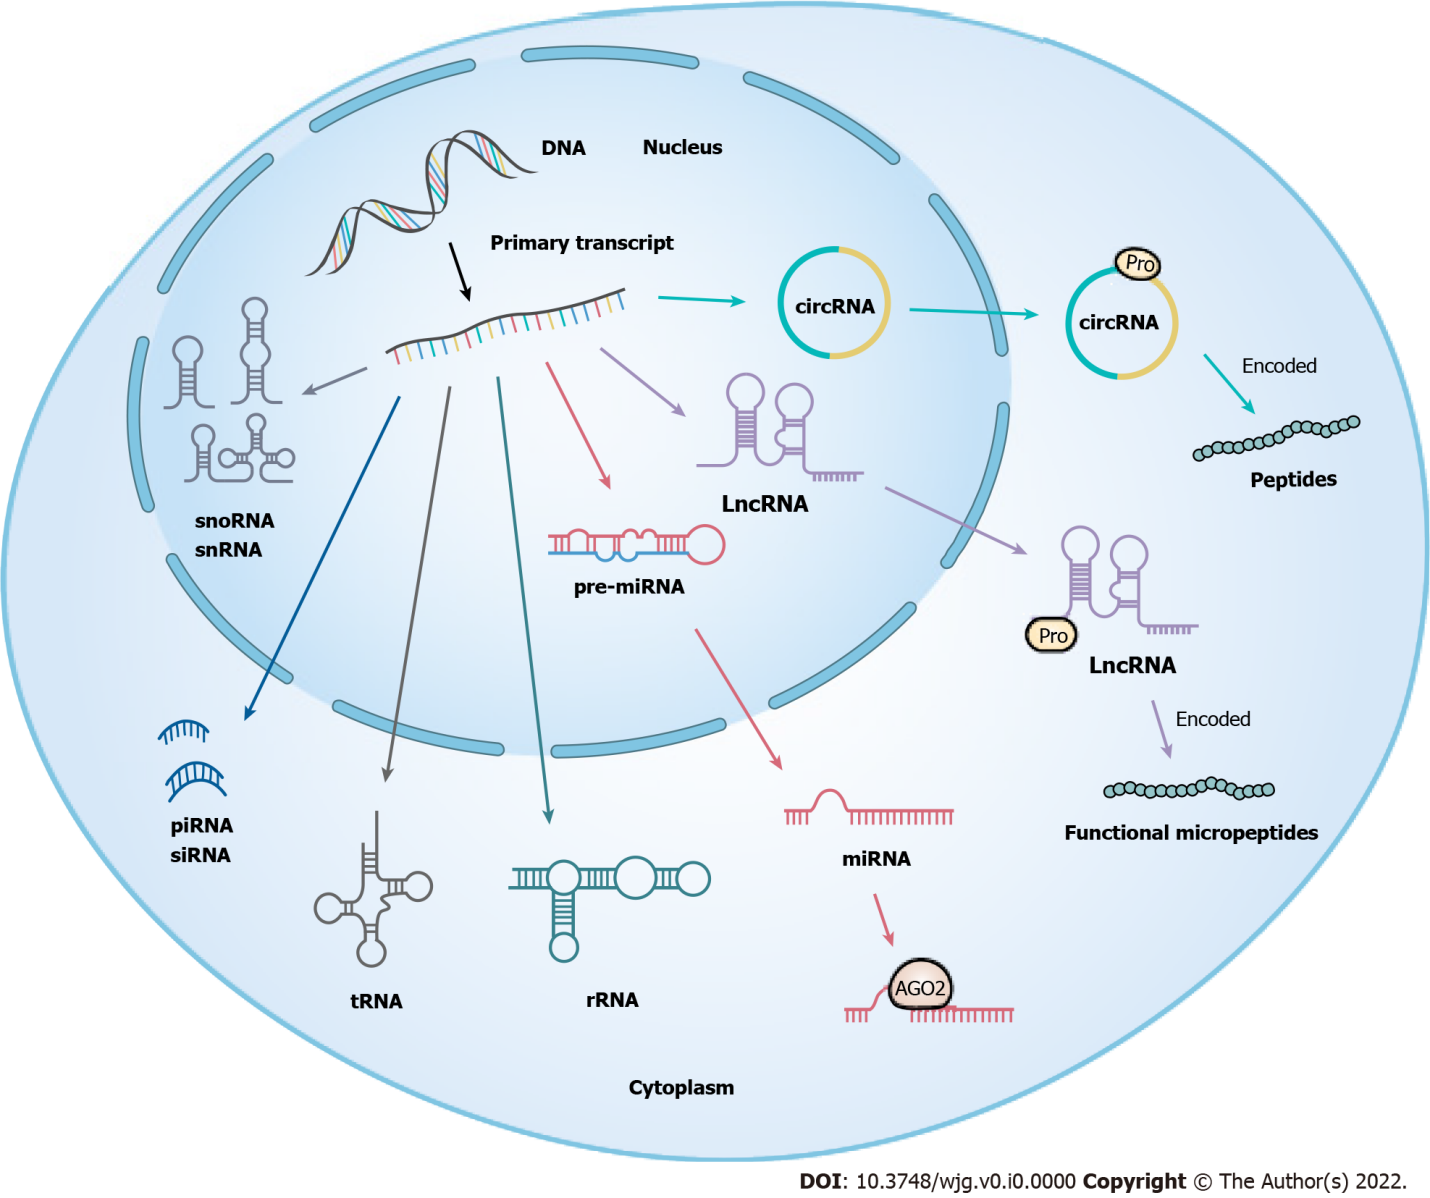 DNA
Nucleus
Primary transcript
circRNA
Pro
circRNA
Encoded
Peptides
snoRNA
snRNA
LncRNA
pre-miRNA
Pro
LncRNA
Encoded
Functional micropeptides
piRNA
siRNA
miRNA
tRNA
rRNA
AGO2
Cytoplasm
DOI: 10.3748/wjg.v0.i0.0000 Copyright © The Author(s) 2022.